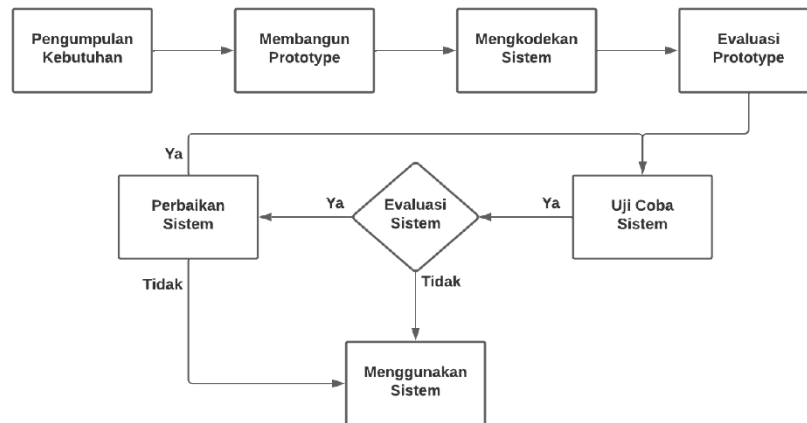 Pengumpulan
Kebutuhan
Membangun
Prototype
Mengkodekan
Sistem
Evaluasi
Prototype
Ya
Perbaikan
Sistem
Ya
Evaluasi
Sistem
Ya
Uji Coba
Sistem
Tidak
Tidak
Menggunakan
Sistem